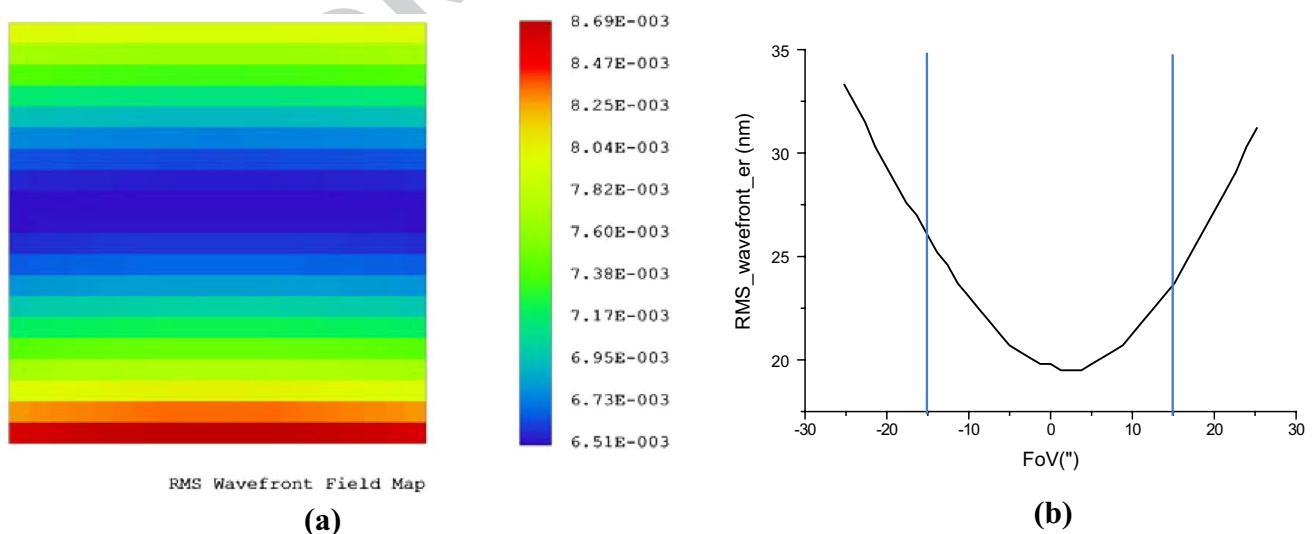 8.69E-003
8.47E-003
8.25E-003
8.04E-003
7.82E-003
7.60E-003
7.38E-003
7.17E-003
6.95E-003
6.73E-003
6.51E-003
RMS Wavefront Field Map
(a)
35
30
25
20
RMS_wavefront_er (nm)
-30 -20 -10 0 10 20 30
FoV(")
(b)